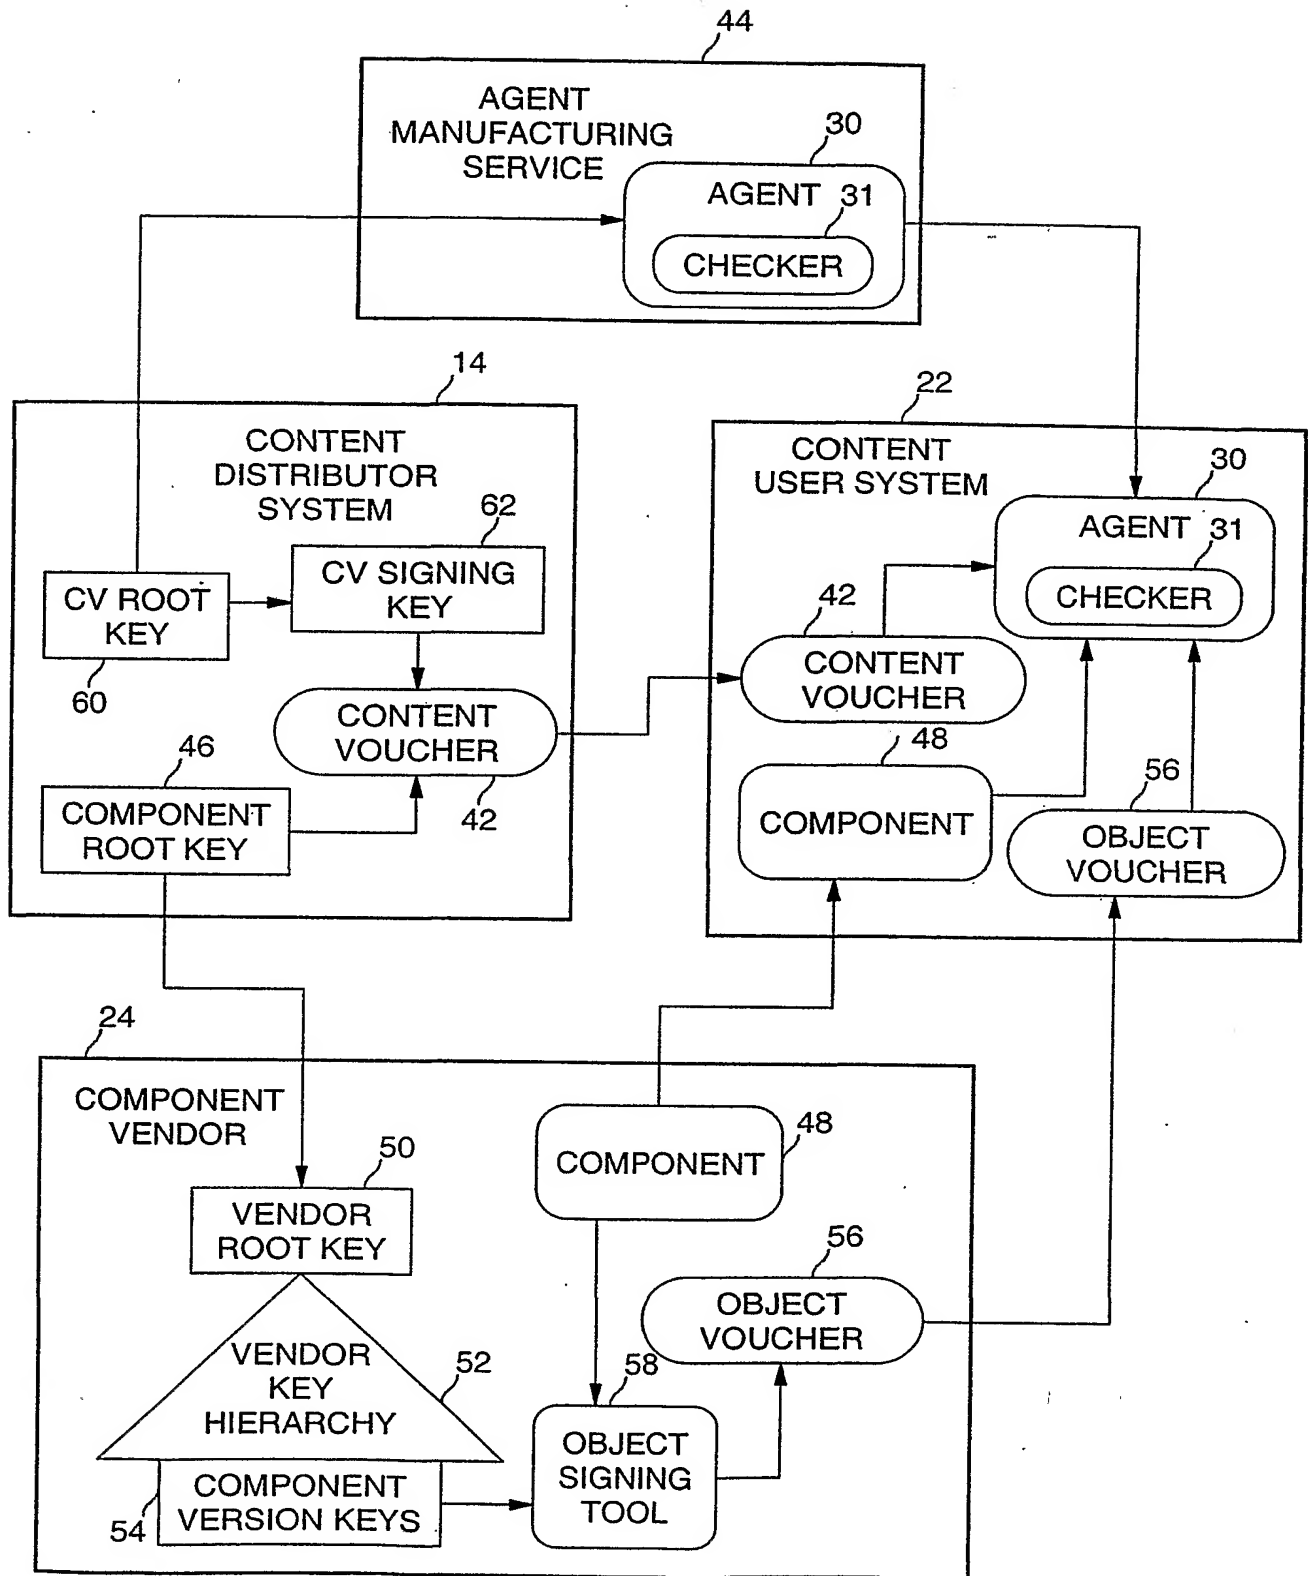 44
AGENT
MANUFACTURING
SERVICE
30
AGENT
31
CHECKER
14
CONTENT
DISTRIBUTOR
SYSTEM
62
CV SIGNING
KEY
CV ROOT
KEY
60
CONTENT
VOUCHER
42
46
COMPONENT
ROOT KEY
22
CONTENT
USER SYSTEM
30
AGENT
31
CHECKER
42
CONTENT
VOUCHER
48
COMPONENT
56
OBJECT
VOUCHER
24
COMPONENT
VENDOR
50
VENDOR
ROOT KEY
COMPONENT
48
56
OBJECT
VOUCHER
VENDOR
KEY
HIERARCHY
52
58
OBJECT
SIGNING
TOOL
COMPONENT
VERSION KEYS
54